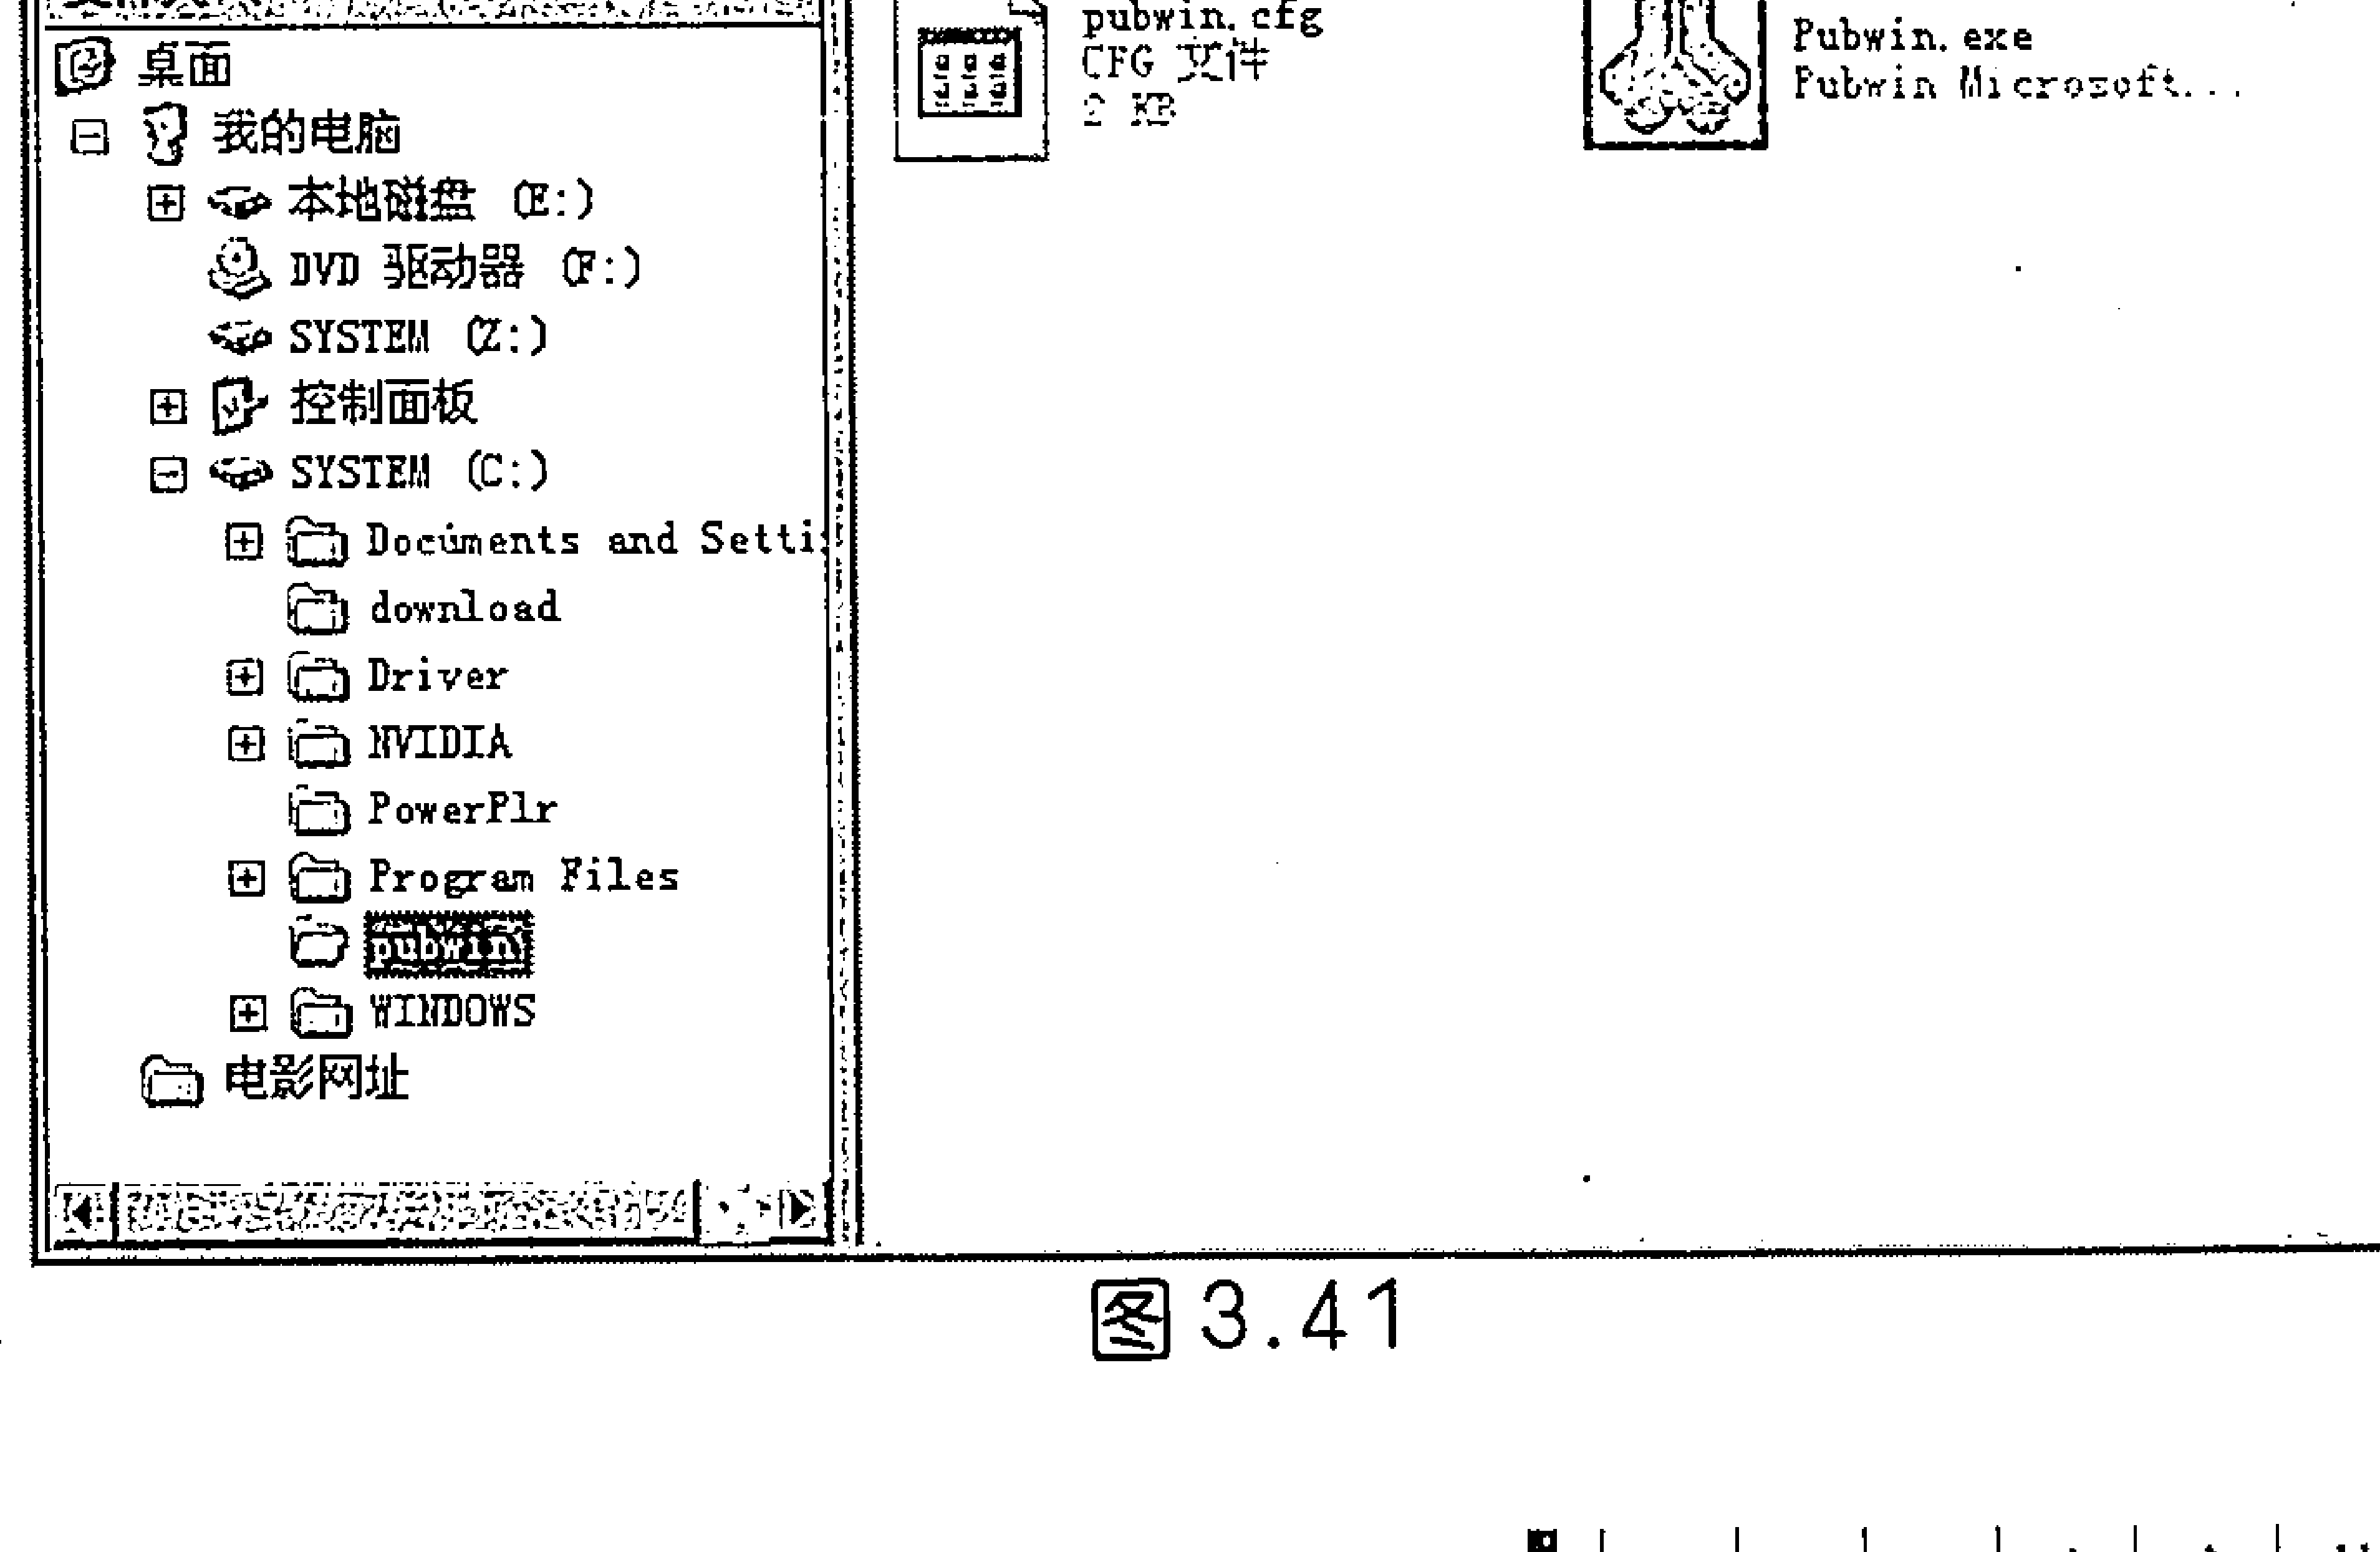 桌面
我的电脑
本地磁盘 (E:)
DVD 驱动器 (F:)
SYSTEM (Z:)
控制面板
SYSTEM (C:)
Documents and Setti
download
Driver
NVIDIA
PowerPlr
Program Files
pubwin
WINDOWS
电影网址
pubwin.cfg
CFG 文件
2 KB
Pubwin.exe
Pubwin Microsoft...
图 3.41